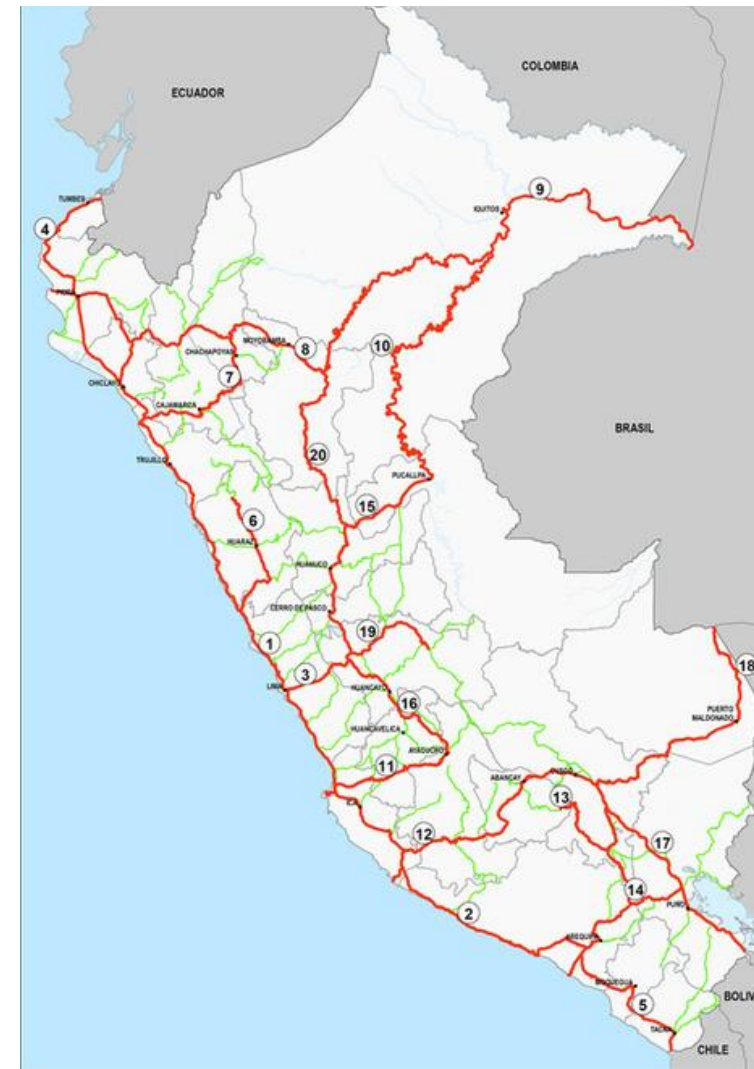 COLOMBIA
ECUADOR
9
IQUITOS
TUMBES
4
PIURA
10
MOYOBAMBA
8
CHACHAPOYAS
7
CHICLAYO
CAJAMARCA
BRASIL
TRUJILLO
20
PUCALLPA
15
6
HUARAZ
HUANUCO
CERRO DE PASCO
19
1
18
3
LIMA
HUANCAYO
16
PUERTO
MALDONADO
HUANCAVELICA
AYACUCHO
11
ABANCAY
CUSCO
13
ICA
12
17
14
PUNO
2
AREQUIPA
MOQUEGUA
5
BOLIV
TACNA
CHILE